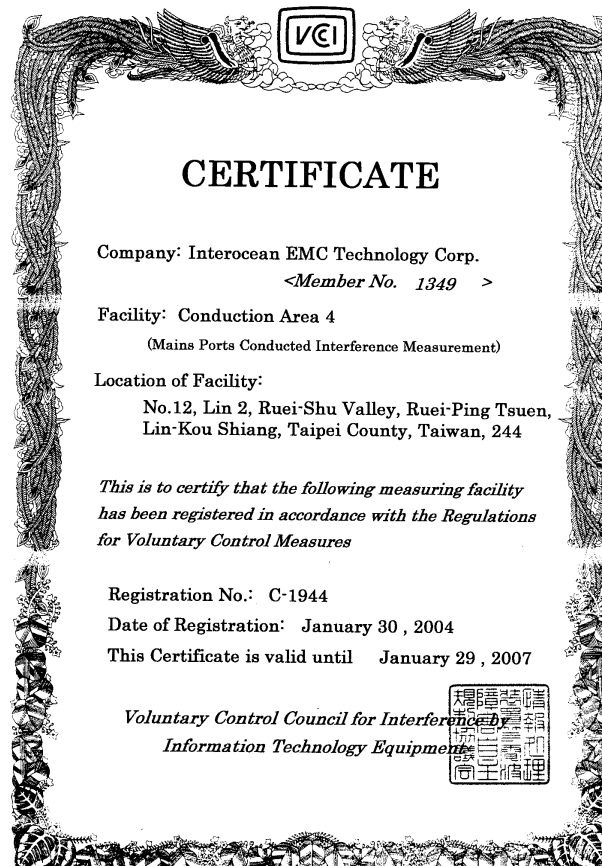 VCCI
CERTIFICATE
Company: Interocean EMC Technology Corp.
<Member No. 1349 >
Facility: Conduction Area 4
(Mains Ports Conducted Interference Measurement)
Location of Facility:
No.12, Lin 2, Ruei-Shu Valley, Ruei-Ping Tsuen,
Lin-Kou Shiang, Taipei County, Taiwan, 244
This is to certify that the following measuring facility
has been registered in accordance with the Regulations
for Voluntary Control Measures
Registration No.: C-1944
Date of Registration: January 30 , 2004
This Certificate is valid until January 29 , 2007
Voluntary Control Council for Interference by
Information Technology Equipment